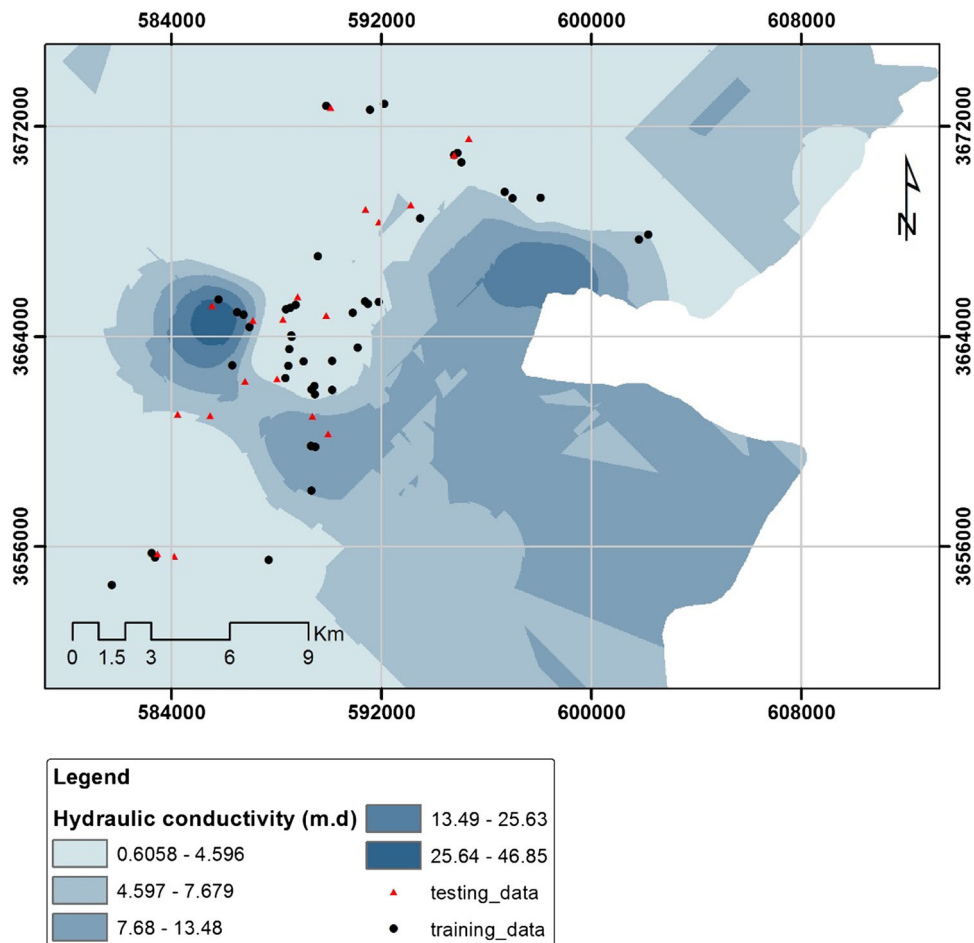 584000 592000 600000 608000
3672000 3672000
N
3664000 3664000
3656000 3656000
Km
0 1.5 3 6 9
584000 592000 600000 608000
Legend
Hydraulic conductivity (m.d)
0.6058 - 4.596
4.597 - 7.679
7.68 - 13.48
13.49 - 25.63
25.64 - 46.85
testing_data
training_data